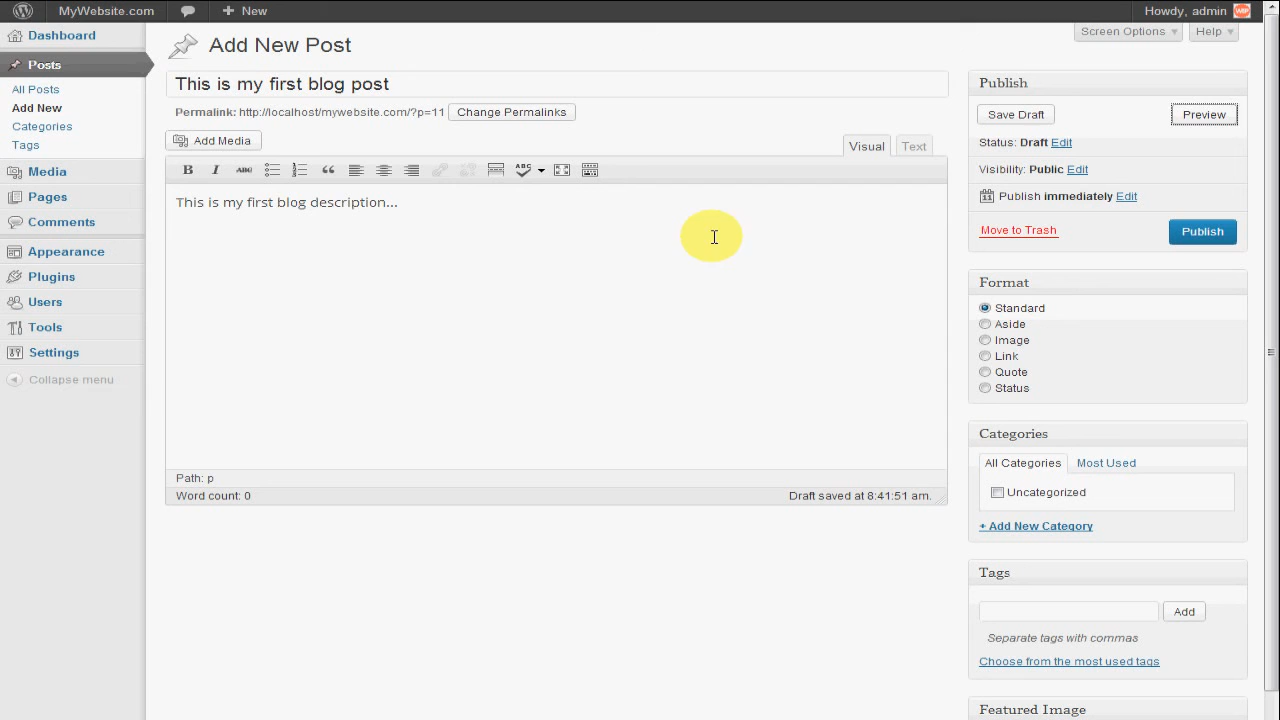 MyWebsite.com
New
Howdy, admin
Dashboard
Posts
All Posts
Add New
Categories
Tags
Media
Pages
Comments
Appearance
Plugins
Users
Tools
Settings
Collapse menu
Screen Options
Help
Add New Post
This is my first blog post
Permalink: http://localhost/mywebsite.com/?p=11 Change Permalinks
Add Media
Visual
Text
B I ABC ABC
This is my first blog description...
Path: p
Word count: 0
Draft saved at 8:41:51 am.
Publish
Save Draft
Preview
Status: Draft Edit
Visibility: Public Edit
11 Publish immediately Edit
Move to Trash
Publish
Format
Standard
Aside
Image
Link
Quote
Status
Categories
All Categories
Most Used
Uncategorized
+ Add New Category
Tags
Add
Separate tags with commas
Choose from the most used tags
Featured Image